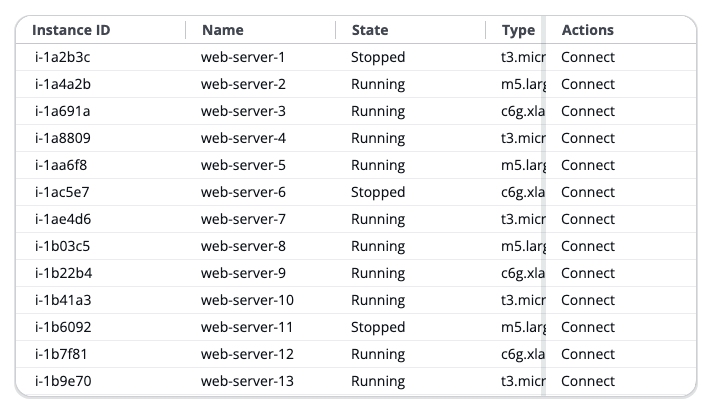 Instance ID Name State Type Actions
i-1a2b3c web-server-1 Stopped t3.micr Connect
i-1a4a2b web-server-2 Running m5.larg Connect
i-1a691a web-server-3 Running c6g.xla Connect
i-1a8809 web-server-4 Running t3.micr Connect
i-1aa6f8 web-server-5 Running m5.larg Connect
i-1ac5e7 web-server-6 Stopped c6g.xla Connect
i-1ae4d6 web-server-7 Running t3.micr Connect
i-1b03c5 web-server-8 Running m5.larg Connect
i-1b22b4 web-server-9 Running c6g.xla Connect
i-1b41a3 web-server-10 Running t3.micr Connect
i-1b6092 web-server-11 Stopped m5.larg Connect
i-1b7f81 web-server-12 Running c6g.xla Connect
i-1b9e70 web-server-13 Running t3.micr Connect